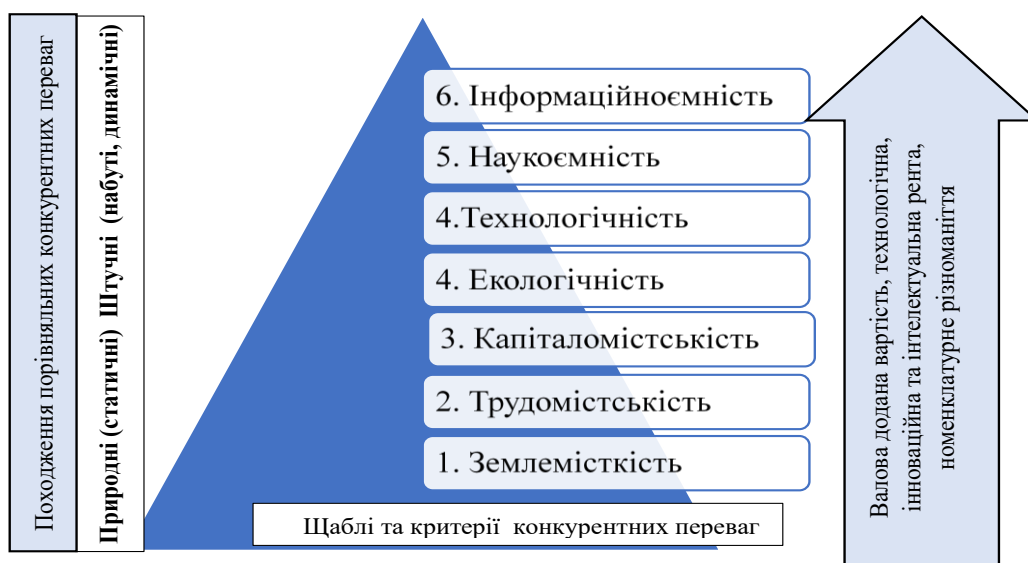 Походження порівняльних конкурентних переваг
Природні (статичні) Штучні (набуті, динамічні)
6. Інформаційноємність
5. Наукоємність
4.Технологічність
4. Екологічність
3. Капіталомістськість
2. Трудомістськість
1. Землемісткість
Щаблі та критерії конкурентних переваг
Валова додана вартість, технологічна,
інноваційна та інтелектуальна рента,
номенклатурне різноманіття